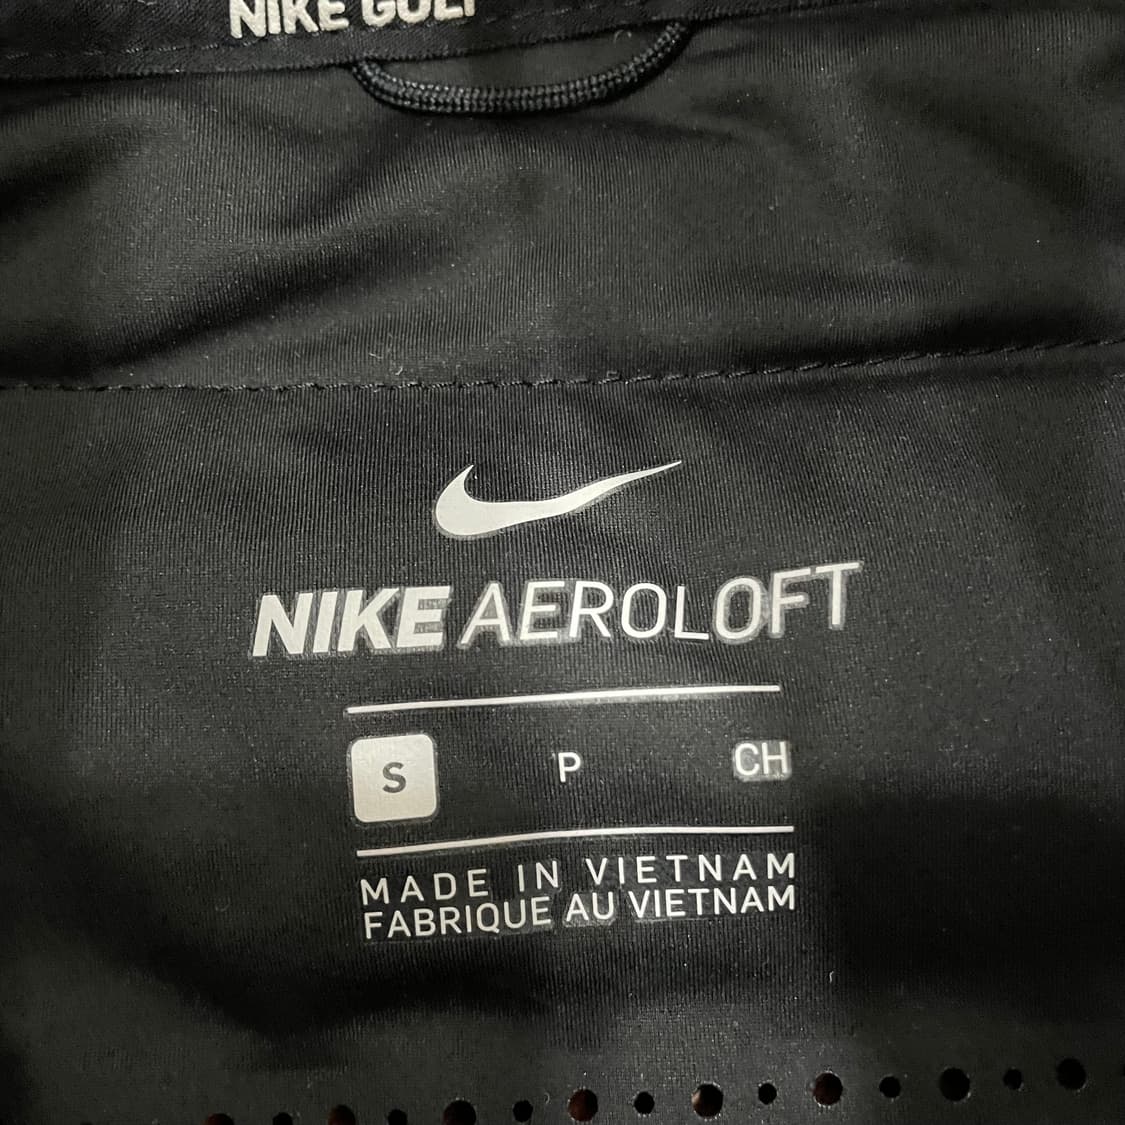 NIKE GOLF
NIKE AEROLOFT
S P CH
MADE IN VIETNAM
FABRIQUE AU VIETNAM